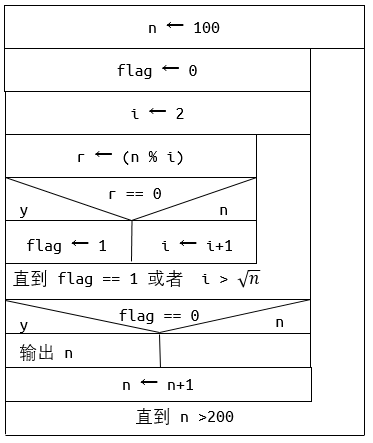 n ← 100
flag ← 0
i ← 2
r ← (n % i)
r == 0
y n
flag ← 1 i ← i+1
直到 flag == 1 或者 i > √n
flag == 0
y n
输出 n
n ← n+1
直到 n >200